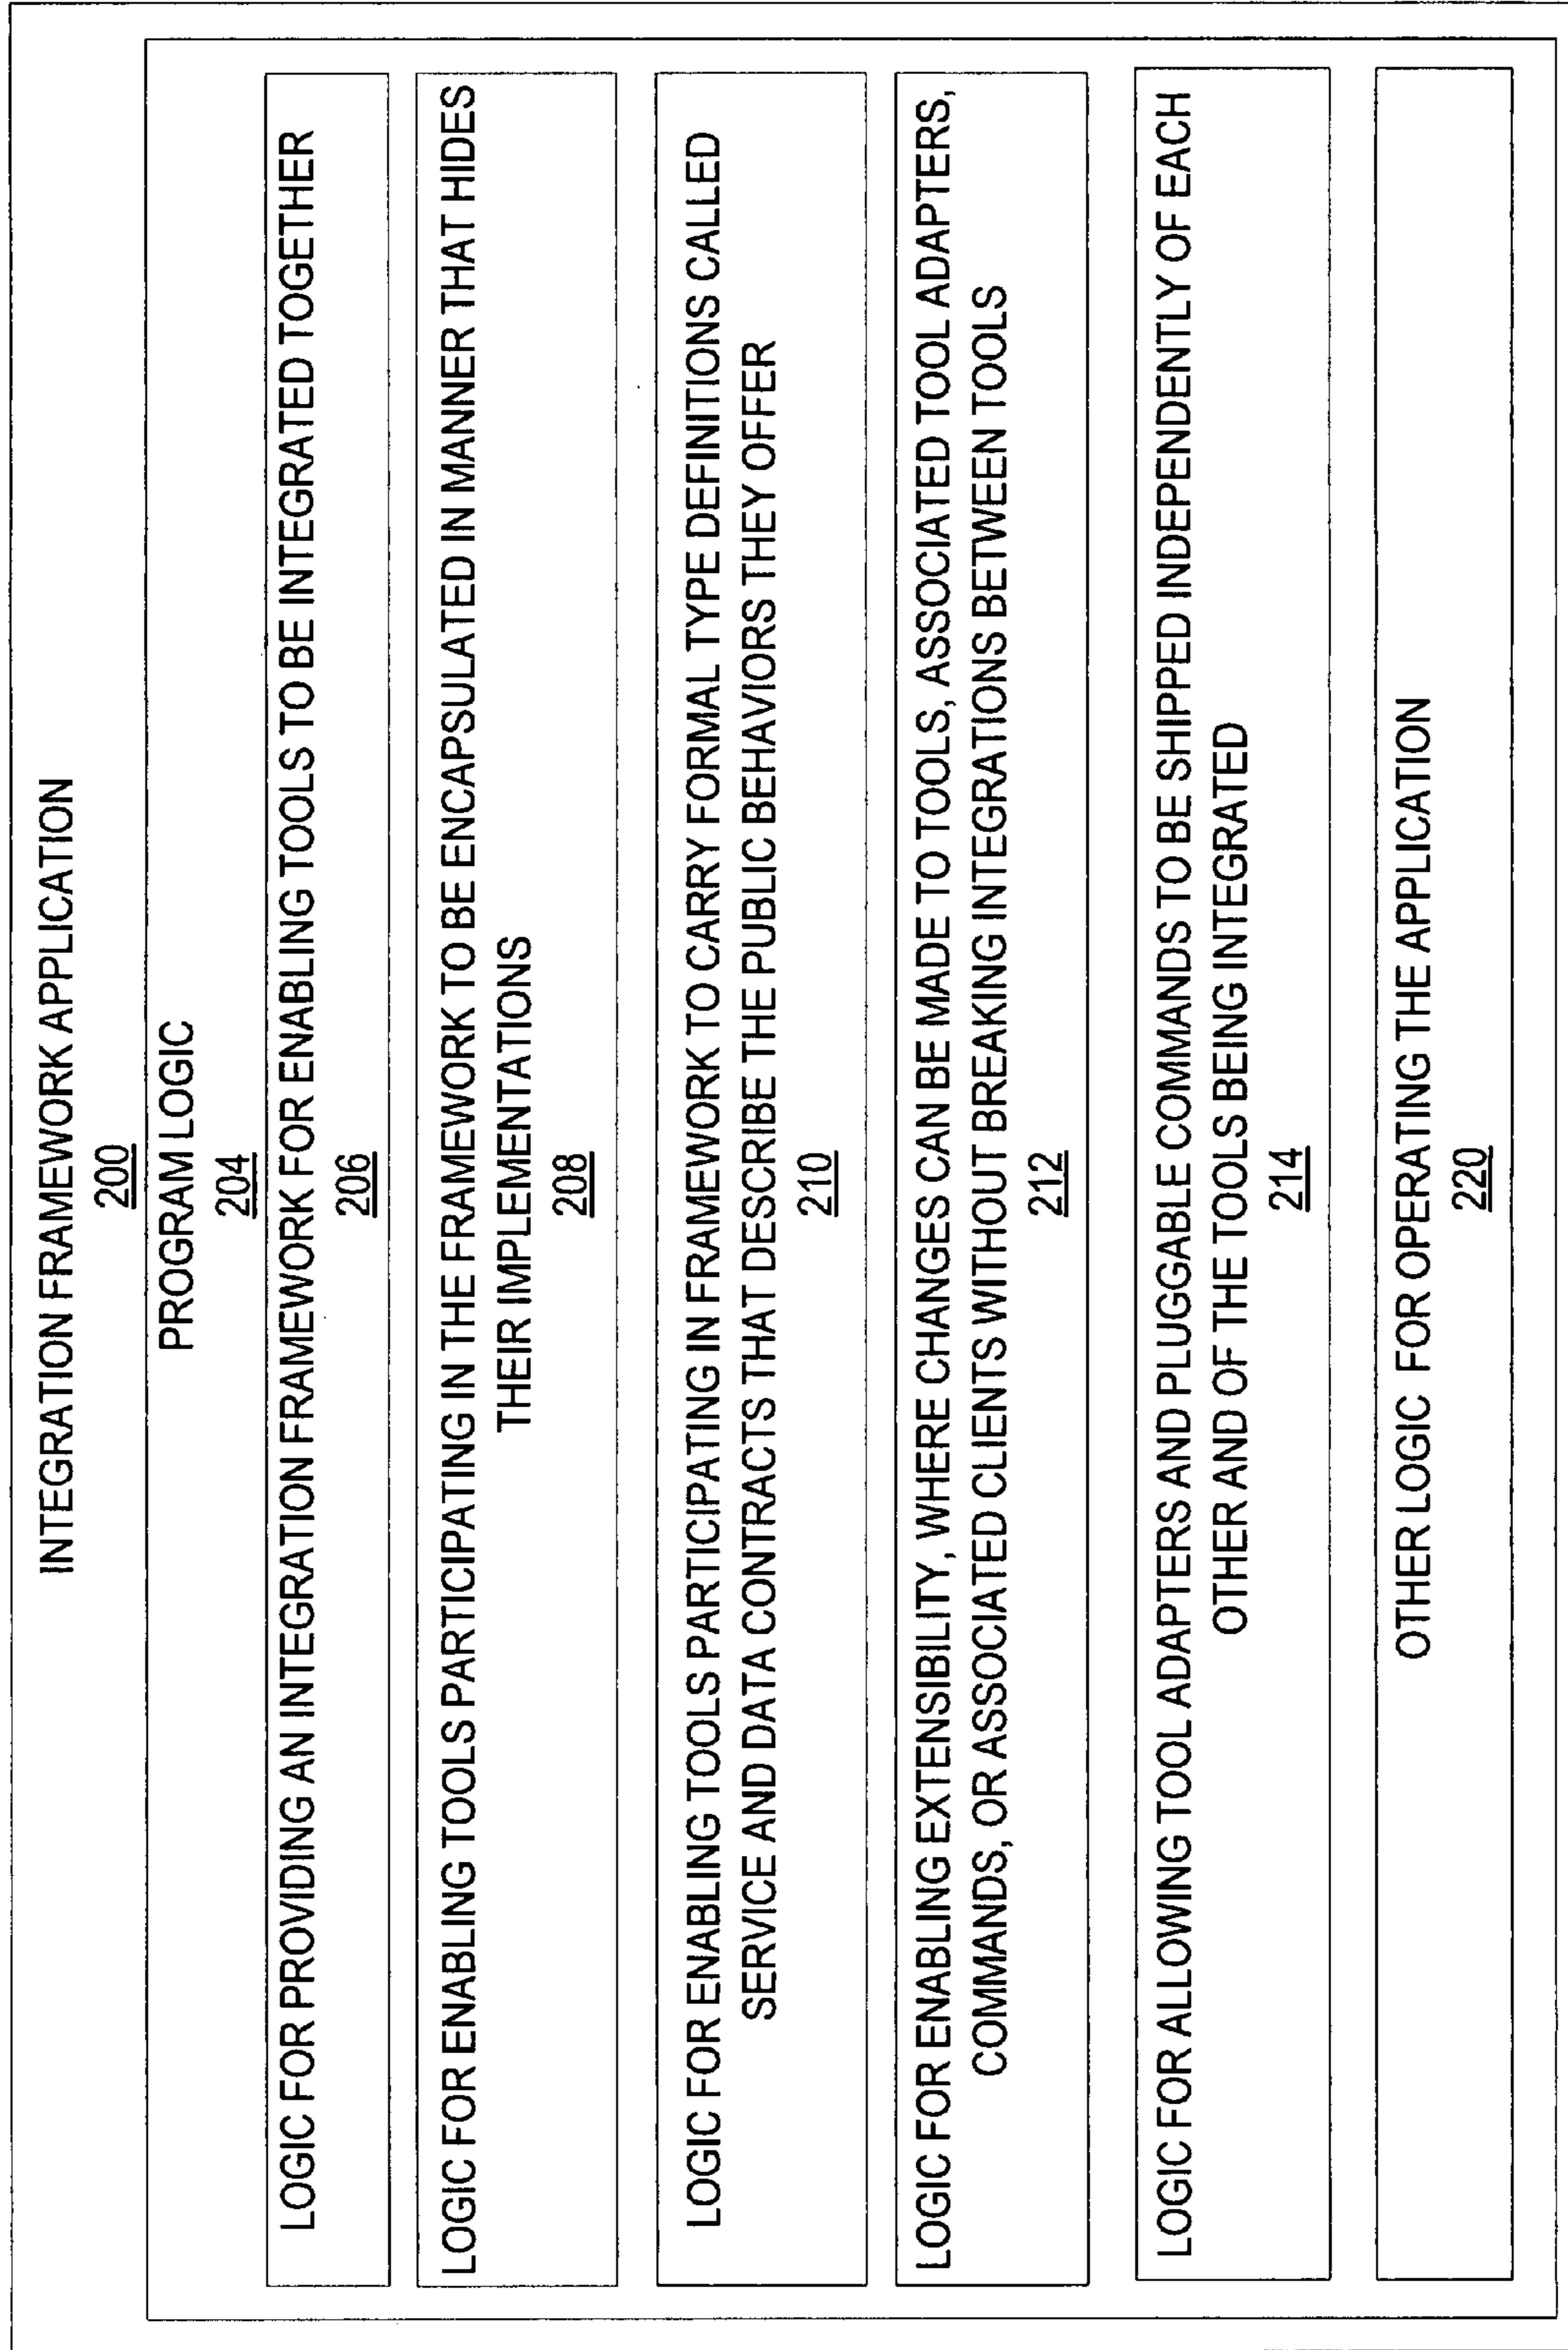 INTEGRATION FRAMEWORK APPLICATION
200
PROGRAM LOGIC
204
LOGIC FOR PROVIDING AN INTEGRATION FRAMEWORK FOR ENABLING TOOLS TO BE INTEGRATED TOGETHER
206
LOGIC FOR ENABLING TOOLS PARTICIPATING IN THE FRAMEWORK TO BE ENCAPSULATED IN MANNER THAT HIDES
THEIR IMPLEMENTATIONS
208
LOGIC FOR ENABLING TOOLS PARTICIPATING IN FRAMEWORK TO CARRY FORMAL TYPE DEFINITIONS CALLED
SERVICE AND DATA CONTRACTS THAT DESCRIBE THE PUBLIC BEHAVIORS THEY OFFER
210
LOGIC FOR ENABLING EXTENSIBILITY, WHERE CHANGES CAN BE MADE TO TOOLS, ASSOCIATED TOOL ADAPTERS,
COMMANDS, OR ASSOCIATED CLIENTS WITHOUT BREAKING INTEGRATIONS BETWEEN TOOLS
212
LOGIC FOR ALLOWING TOOL ADAPTERS AND PLUGGABLE COMMANDS TO BE SHIPPED INDEPENDENTLY OF EACH
OTHER AND OF THE TOOLS BEING INTEGRATED
214
OTHER LOGIC FOR OPERATING THE APPLICATION
220